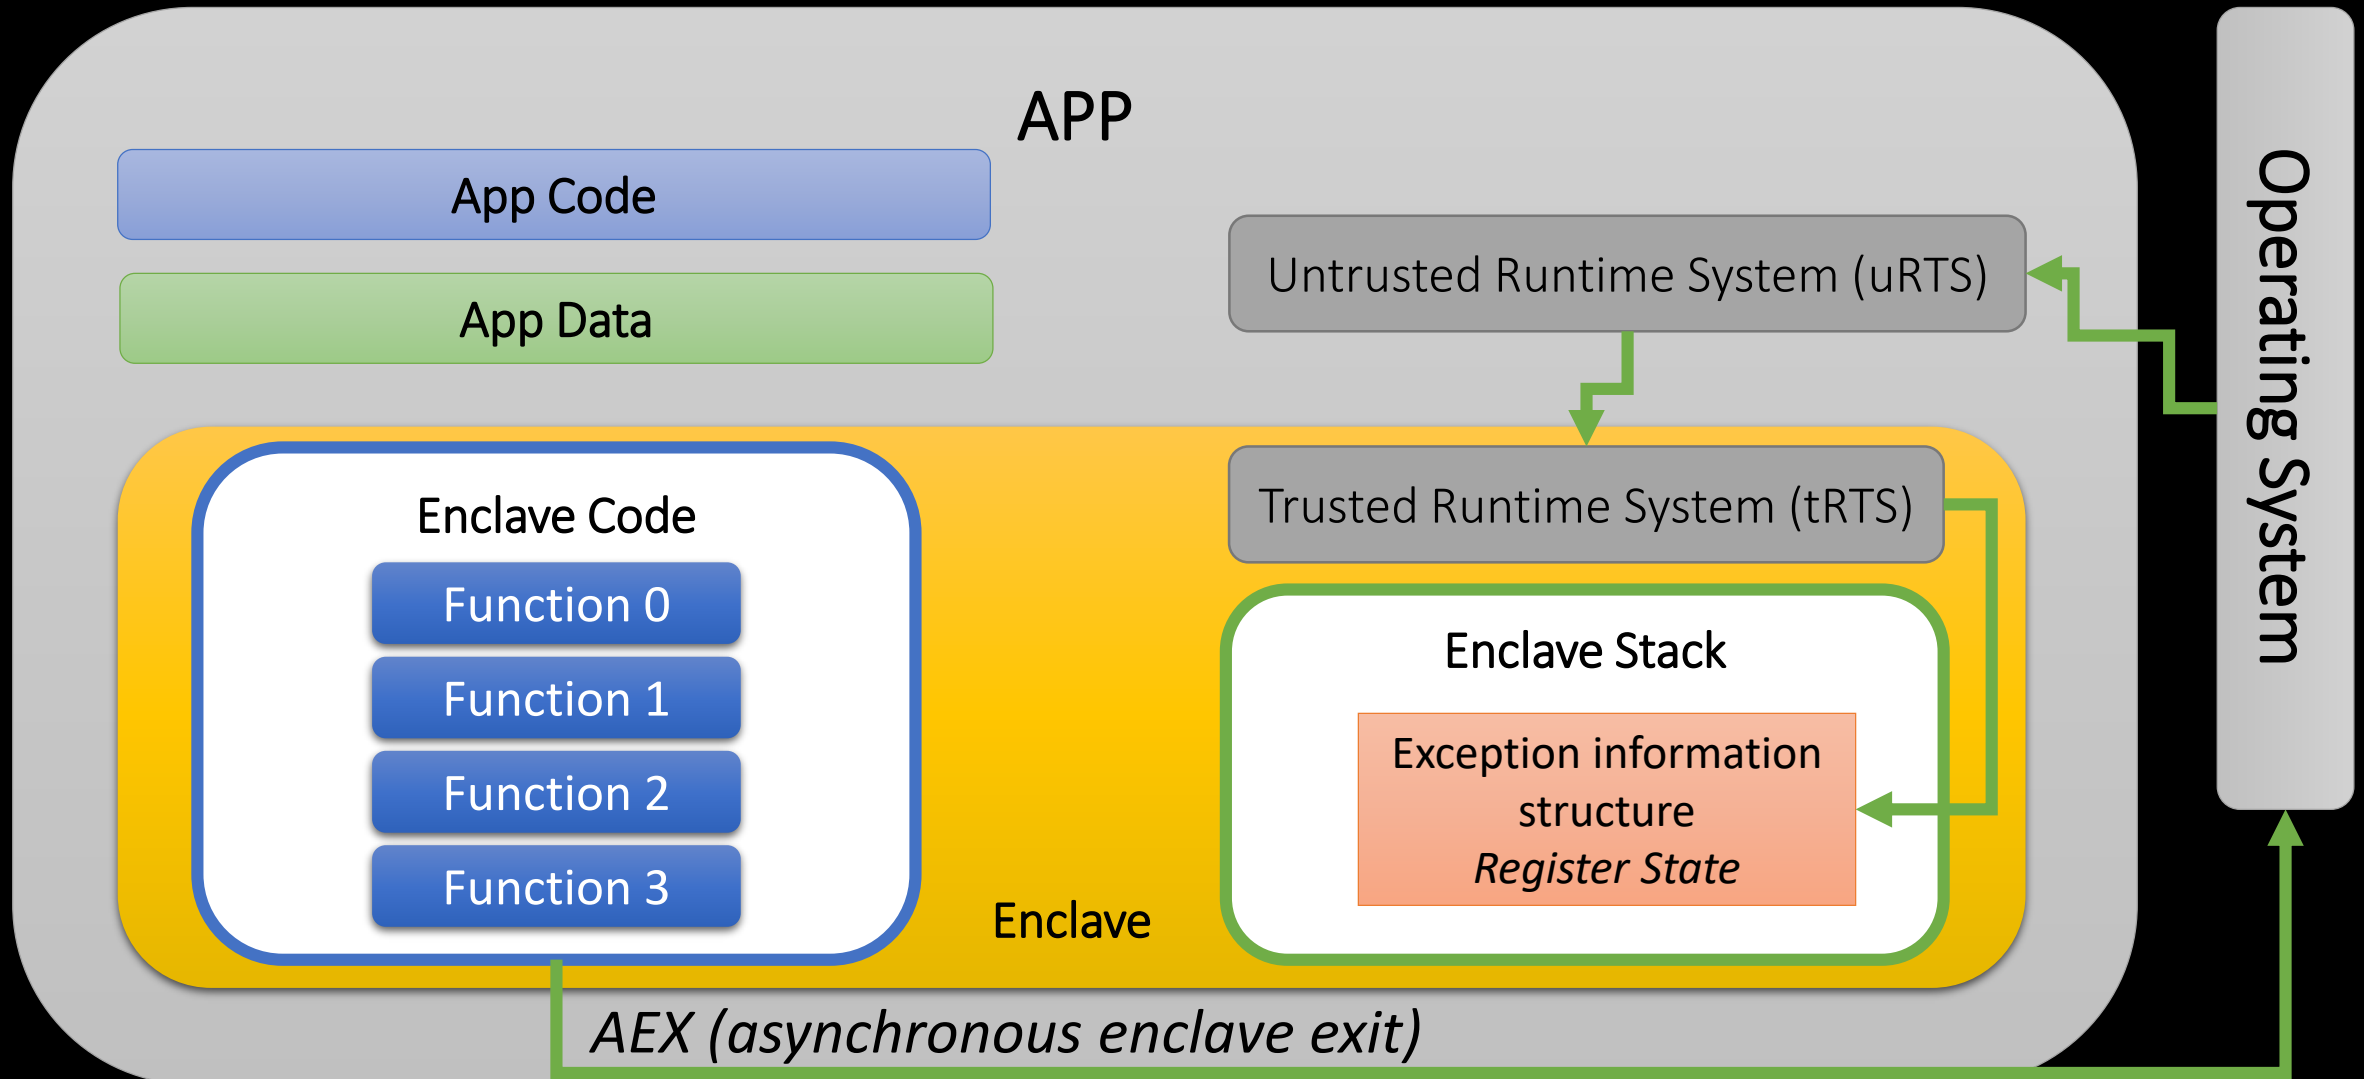 APP
App Code
App Data
Untrusted Runtime System (uRTS)
Operating System
Enclave Code
Function 0
Function 1
Function 2
Function 3
Trusted Runtime System (tRTS)
Enclave Stack
Exception information
structure
Register State
Enclave
AEX (asynchronous enclave exit)